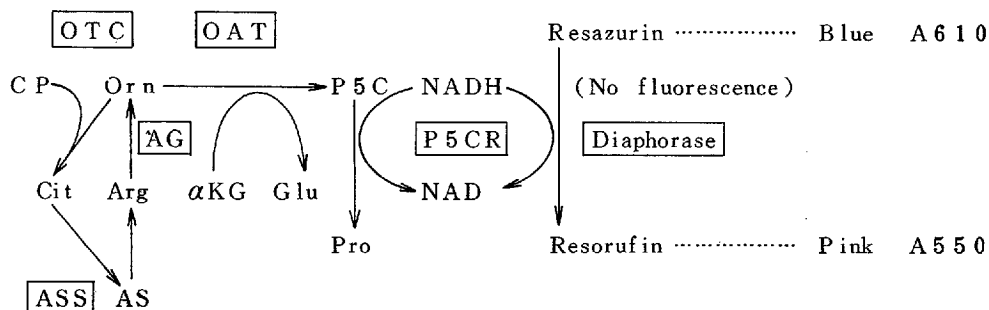 OTC OAT
Resazurin Blue A610
CP Orn P5C NADH (No fluorescence)
AG P5CR Diaphorase
Cit Arg αKG Glu NAD
Pro Resorufin Pink A550
ASS AS